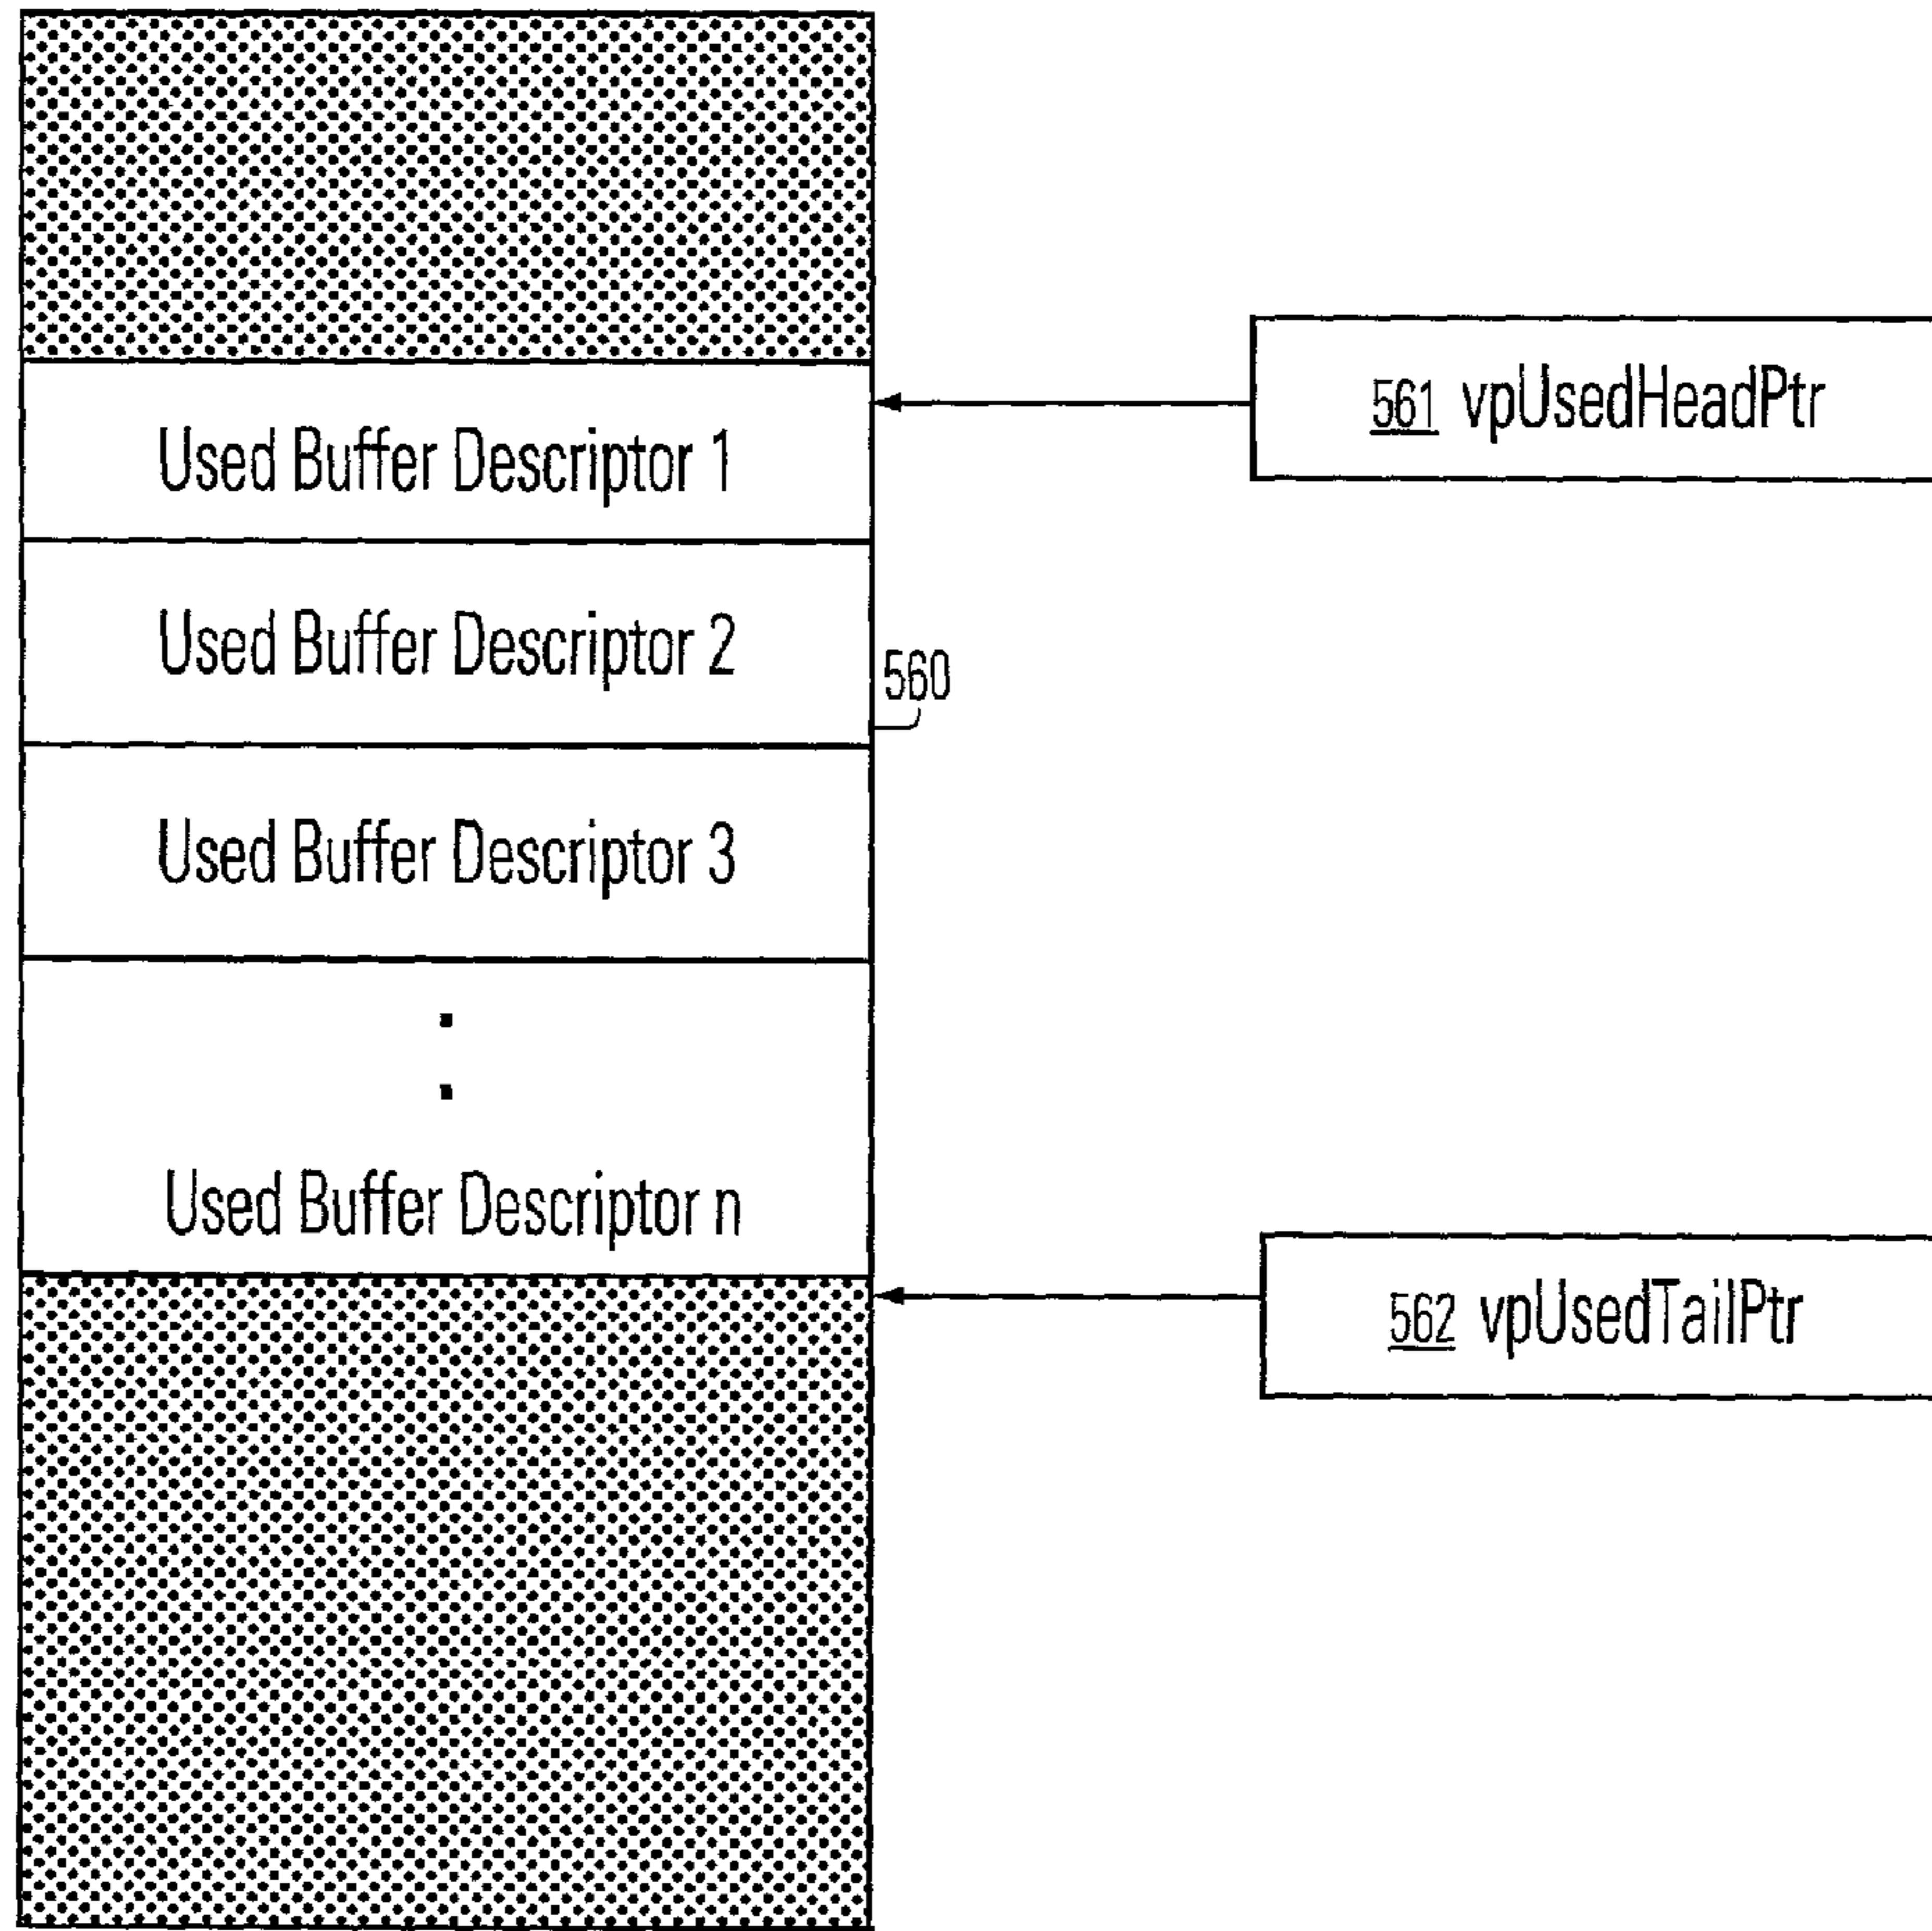 561 vpUsedHeadPtr
Used Buffer Descriptor 1
Used Buffer Descriptor 2
560
Used Buffer Descriptor 3
:
Used Buffer Descriptor n
562 vpUsedTailPtr